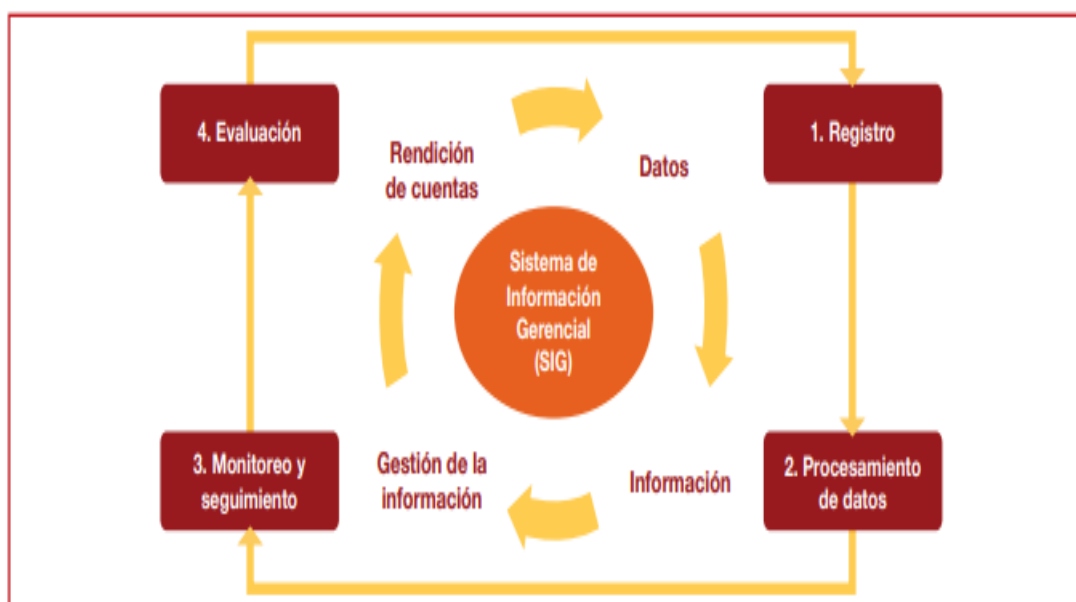 4. Evaluación
1. Registro
Rendición
de cuentas
Datos
Sistema de
Información
Gerencial
(SIG)
3. Monitoreo y
seguimiento
Gestión de la
información
Información
2. Procesamiento
de datos